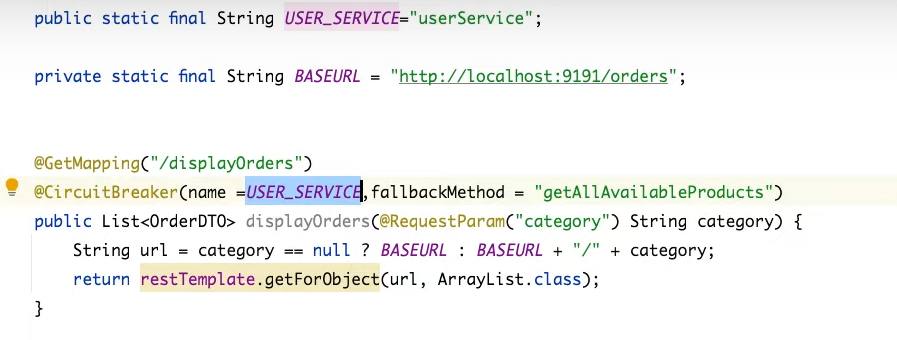 public static final String USER_SERVICE="userService";
private static final String BASEURL = "http://localhost:9191/orders";
@GetMapping("/displayOrders")
@CircuitBreaker(name =USER_SERVICE,fallbackMethod = "getAllAvailableProducts")
public List<OrderDTO> displayOrders(@RequestParam("category") String category) {
    String url = category == null ? BASEURL : BASEURL + "/" + category;
    return restTemplate.getForObject(url, ArrayList.class);
}